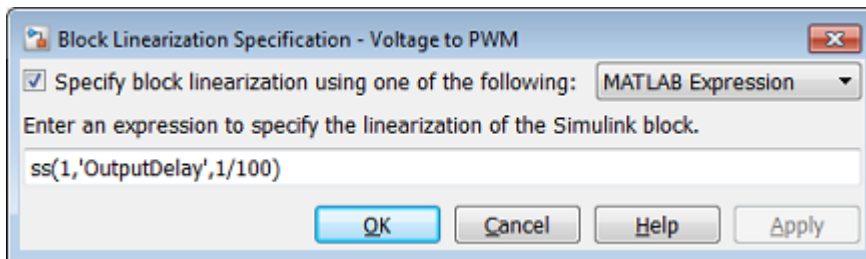 Block Linearization Specification - Voltage to PWM
Specify block linearization using one of the following: MATLAB Expression
Enter an expression to specify the linearization of the Simulink block.
ss(1,'OutputDelay',1/100)
OK Cancel Help Apply